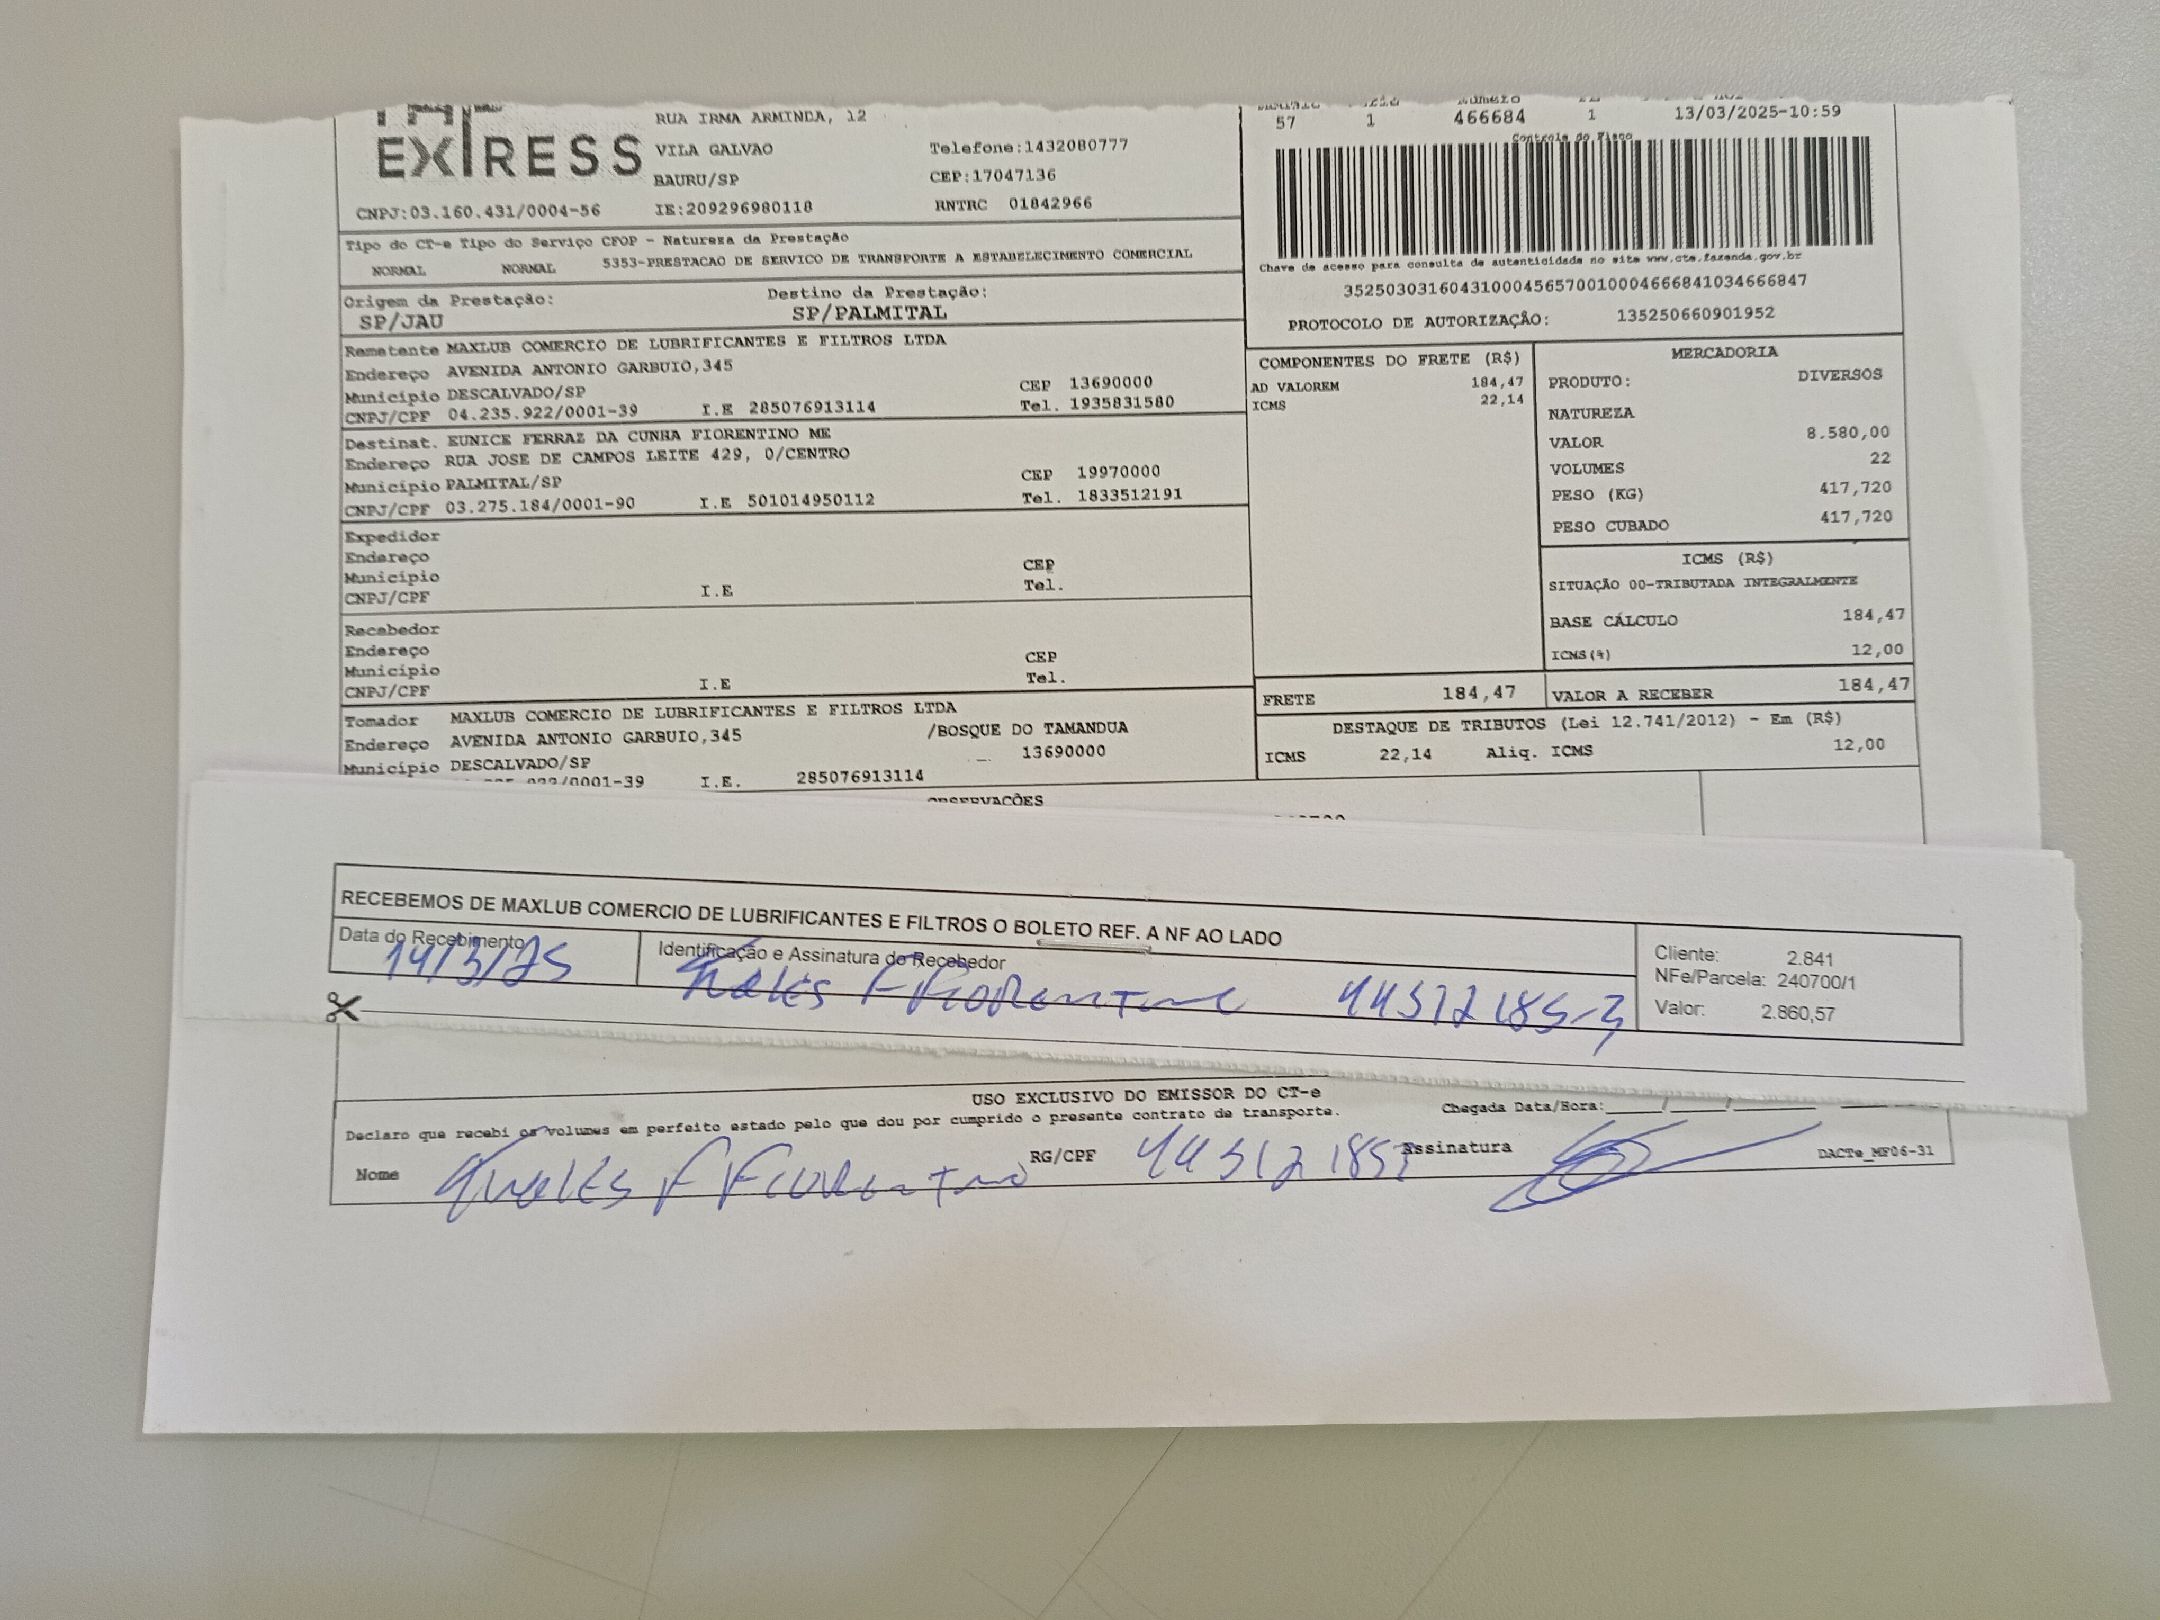 EXPRESS
RUA IRMA ARMINDA, 12
VILA GALVAO Telefone:1432080777
BAURU/SP CEP:17047136
CNPJ:03.160.431/0004-56 IE:209296980118 RNTRC 01842966
57 1 466684 1 13/03/2025-10:59
Controle do Fisco
Tipo do CT-e Tipo do Serviço CFOP - Natureza da Prestação
NORMAL NORMAL 5353-PRESTACAO DE SERVICO DE TRANSPORTE A ESTABELECIMENTO COMERCIAL
Chave de acesso para consulta de autenticidade no site www.cte.fazenda.gov.br
35250303160431000456570010004666841034666847
Origem da Prestação: Destino da Prestação:
SP/JAU SP/PALMITAL
PROTOCOLO DE AUTORIZAÇÃO: 135250660901952
Remetente MAXLUB COMERCIO DE LUBRIFICANTES E FILTROS LTDA
Endereço AVENIDA ANTONIO GARBUIO,345
Município DESCALVADO/SP CEP 13690000
CNPJ/CPF 04.235.922/0001-39 I.E 285076913114 Tel. 1935831580
Destinat. EUNICE FERRAZ DA CUNHA FIORENTINO ME
Endereço RUA JOSE DE CAMPOS LEITE 429, 0/CENTRO
Município PALMITAL/SP CEP 19970000
CNPJ/CPF 03.275.184/0001-90 I.E 501014950112 Tel. 1833512191
Expedidor
Endereço
Município CEP
CNPJ/CPF I.E Tel.
Recebedor
Endereço
Município CEP
CNPJ/CPF I.E Tel.
Tomador MAXLUB COMERCIO DE LUBRIFICANTES E FILTROS LTDA
Endereço AVENIDA ANTONIO GARBUIO,345 /BOSQUE DO TAMANDUA
Município DESCALVADO/SP 13690000
922/0001-39 I.E. 285076913114
OBSERVAÇÕES
COMPONENTES DO FRETE (R$)
AD VALOREM 184,47
ICMS 22,14
MERCADORIA
PRODUTO: DIVERSOS
NATUREZA
VALOR 8.580,00
VOLUMES 22
PESO (KG) 417,720
PESO CUBADO 417,720
ICMS (R$)
SITUAÇÃO 00-TRIBUTADA INTEGRALMENTE
BASE CÁLCULO 184,47
ICMS(%) 12,00
FRETE 184,47 VALOR A RECEBER 184,47
DESTAQUE DE TRIBUTOS (Lei 12.741/2012) - Em (R$)
ICMS 22,14 Aliq. ICMS 12,00
RECEBEMOS DE MAXLUB COMERCIO DE LUBRIFICANTES E FILTROS O BOLETO REF. A NF AO LADO
Data do Recebimento Identificação e Assinatura do Recebedor
14/3/25 Fiorentino 44312185-3
Cliente: 2.841
NFe/Parcela: 240700/1
Valor: 2.860,57
USO EXCLUSIVO DO EMISSOR DO CT-e
Declaro que recebi os volumes em perfeito estado pelo que dou por cumprido o presente contrato de transporte. Chegada Data/Hora:____/____/________
Nome F Fiorentino RG/CPF 44312185 Assinatura DACTe_MF06-31